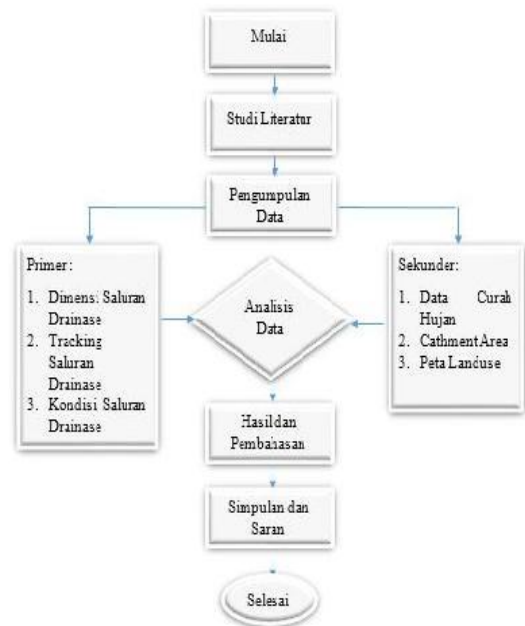 Mulai
Studi Literatur
Pengumpulan
Data
Primer:
1. Dimensi Saluran
Drainase
2. Tracking
Saluran
Drainase
3. Kondisi Saluran
Drainase
Analisis
Data
Sekunder:
1. Data Curah
Hujan
2. Cathment Area
3. Peta Landuse
Hasil dan
Pembahasan
Simpulan dan
Saran
Selesai